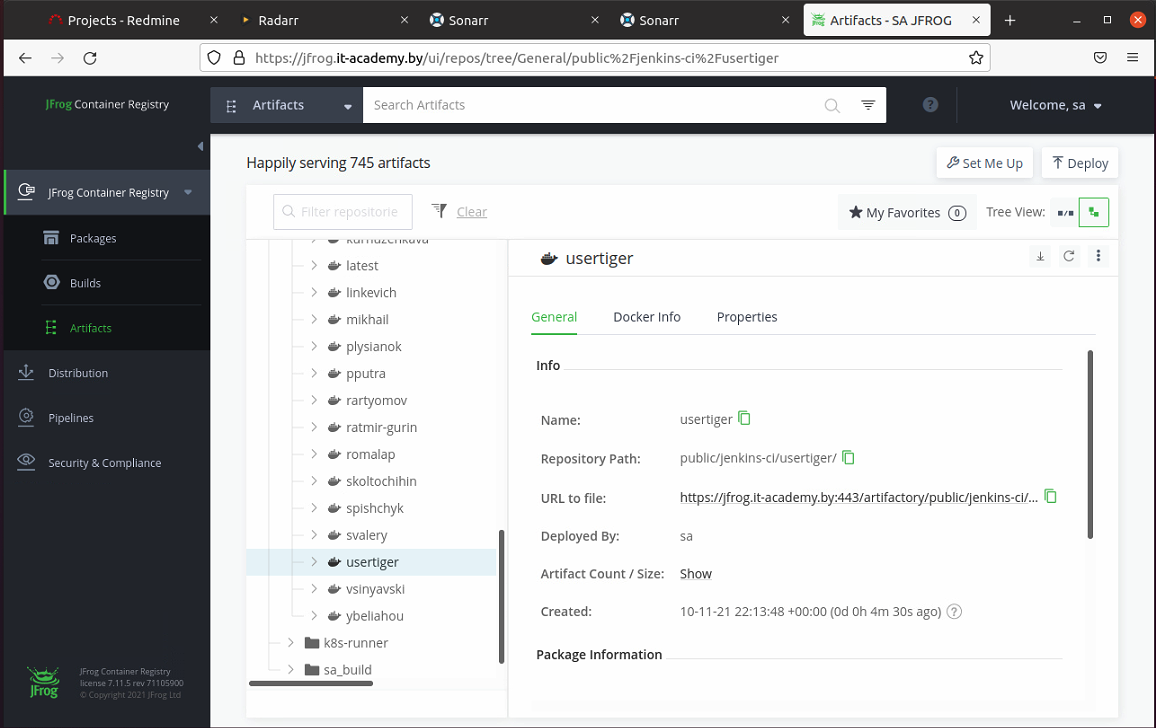 Projects - Redmine
Radarr
Sonarr
Sonarr
Artifacts - SA JFROG
https://jfrog.it-academy.by/ui/repos/tree/General/public%2Fjenkins-ci%2Fusertiger
JFrog Container Registry
Artifacts
Search Artifacts
?
Welcome, sa
Happily serving 745 artifacts
Set Me Up
Deploy
JFrog Container Registry
Packages
Builds
Artifacts
Distribution
Pipelines
Security & Compliance
Filter repositorie
Clear
My Favorites 0
Tree View:
latest
linkevich
mikhail
plysianok
pputra
rartyomov
ratmir-gurin
romalap
skoltochihin
spishchyk
svalery
usertiger
vsinyavski
ybeliahou
k8s-runner
sa_build
usertiger
General
Docker Info
Properties
Info
Name: usertiger
Repository Path: public/jenkins-ci/usertiger/
URL to file: https://jfrog.it-academy.by:443/artifactory/public/jenkins-ci/...
Deployed By: sa
Artifact Count / Size: Show
Created: 10-11-21 22:13:48 +00:00 (0d 0h 4m 30s ago) ?
Package Information
JFrog
JFrog Container Registry
license 7.11.5 rev 71105900
© Copyright 2021 JFrog Ltd